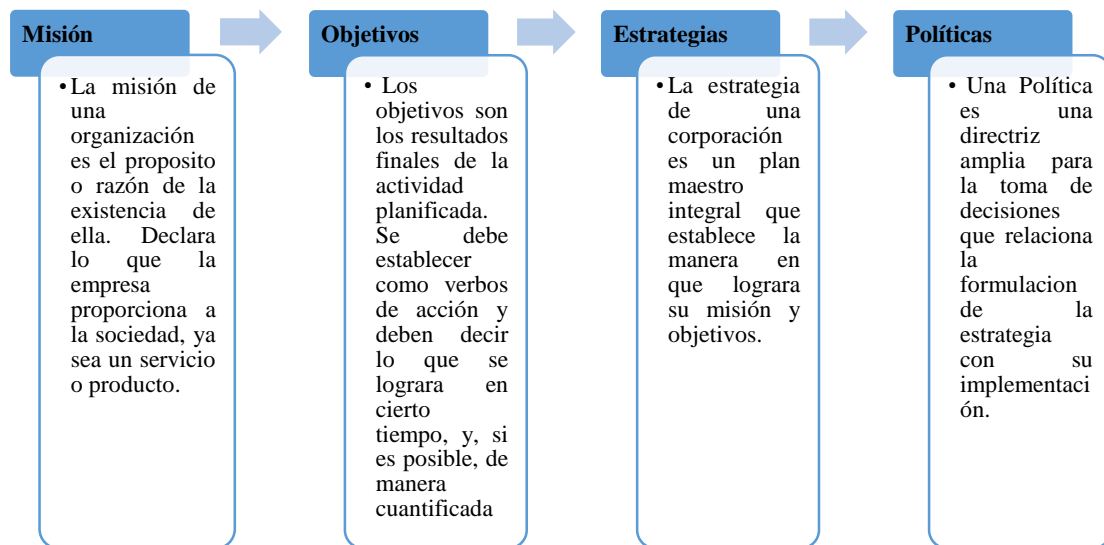 Misión
•La misión de
una
organización
es el proposito
o razón de la
existencia de
ella. Declara
lo que la
empresa
proporciona a
la sociedad, ya
sea un servicio
o producto.
Objetivos
• Los
objetivos son
los resultados
finales de la
actividad
planificada.
Se debe
establecer
como verbos
de acción y
deben decir
lo que se
lograra en
cierto
tiempo, y, si
es posible, de
manera
cuantificada
Estrategias
•La estrategia
de una
corporación
es un plan
maestro
integral que
establece la
manera en
que lograra
su misión y
objetivos.
Políticas
• Una Política
es una
directriz
amplia para
la toma de
decisiones
que relaciona
la
formulacion
de la
estrategia
con su
implementaci
ón.